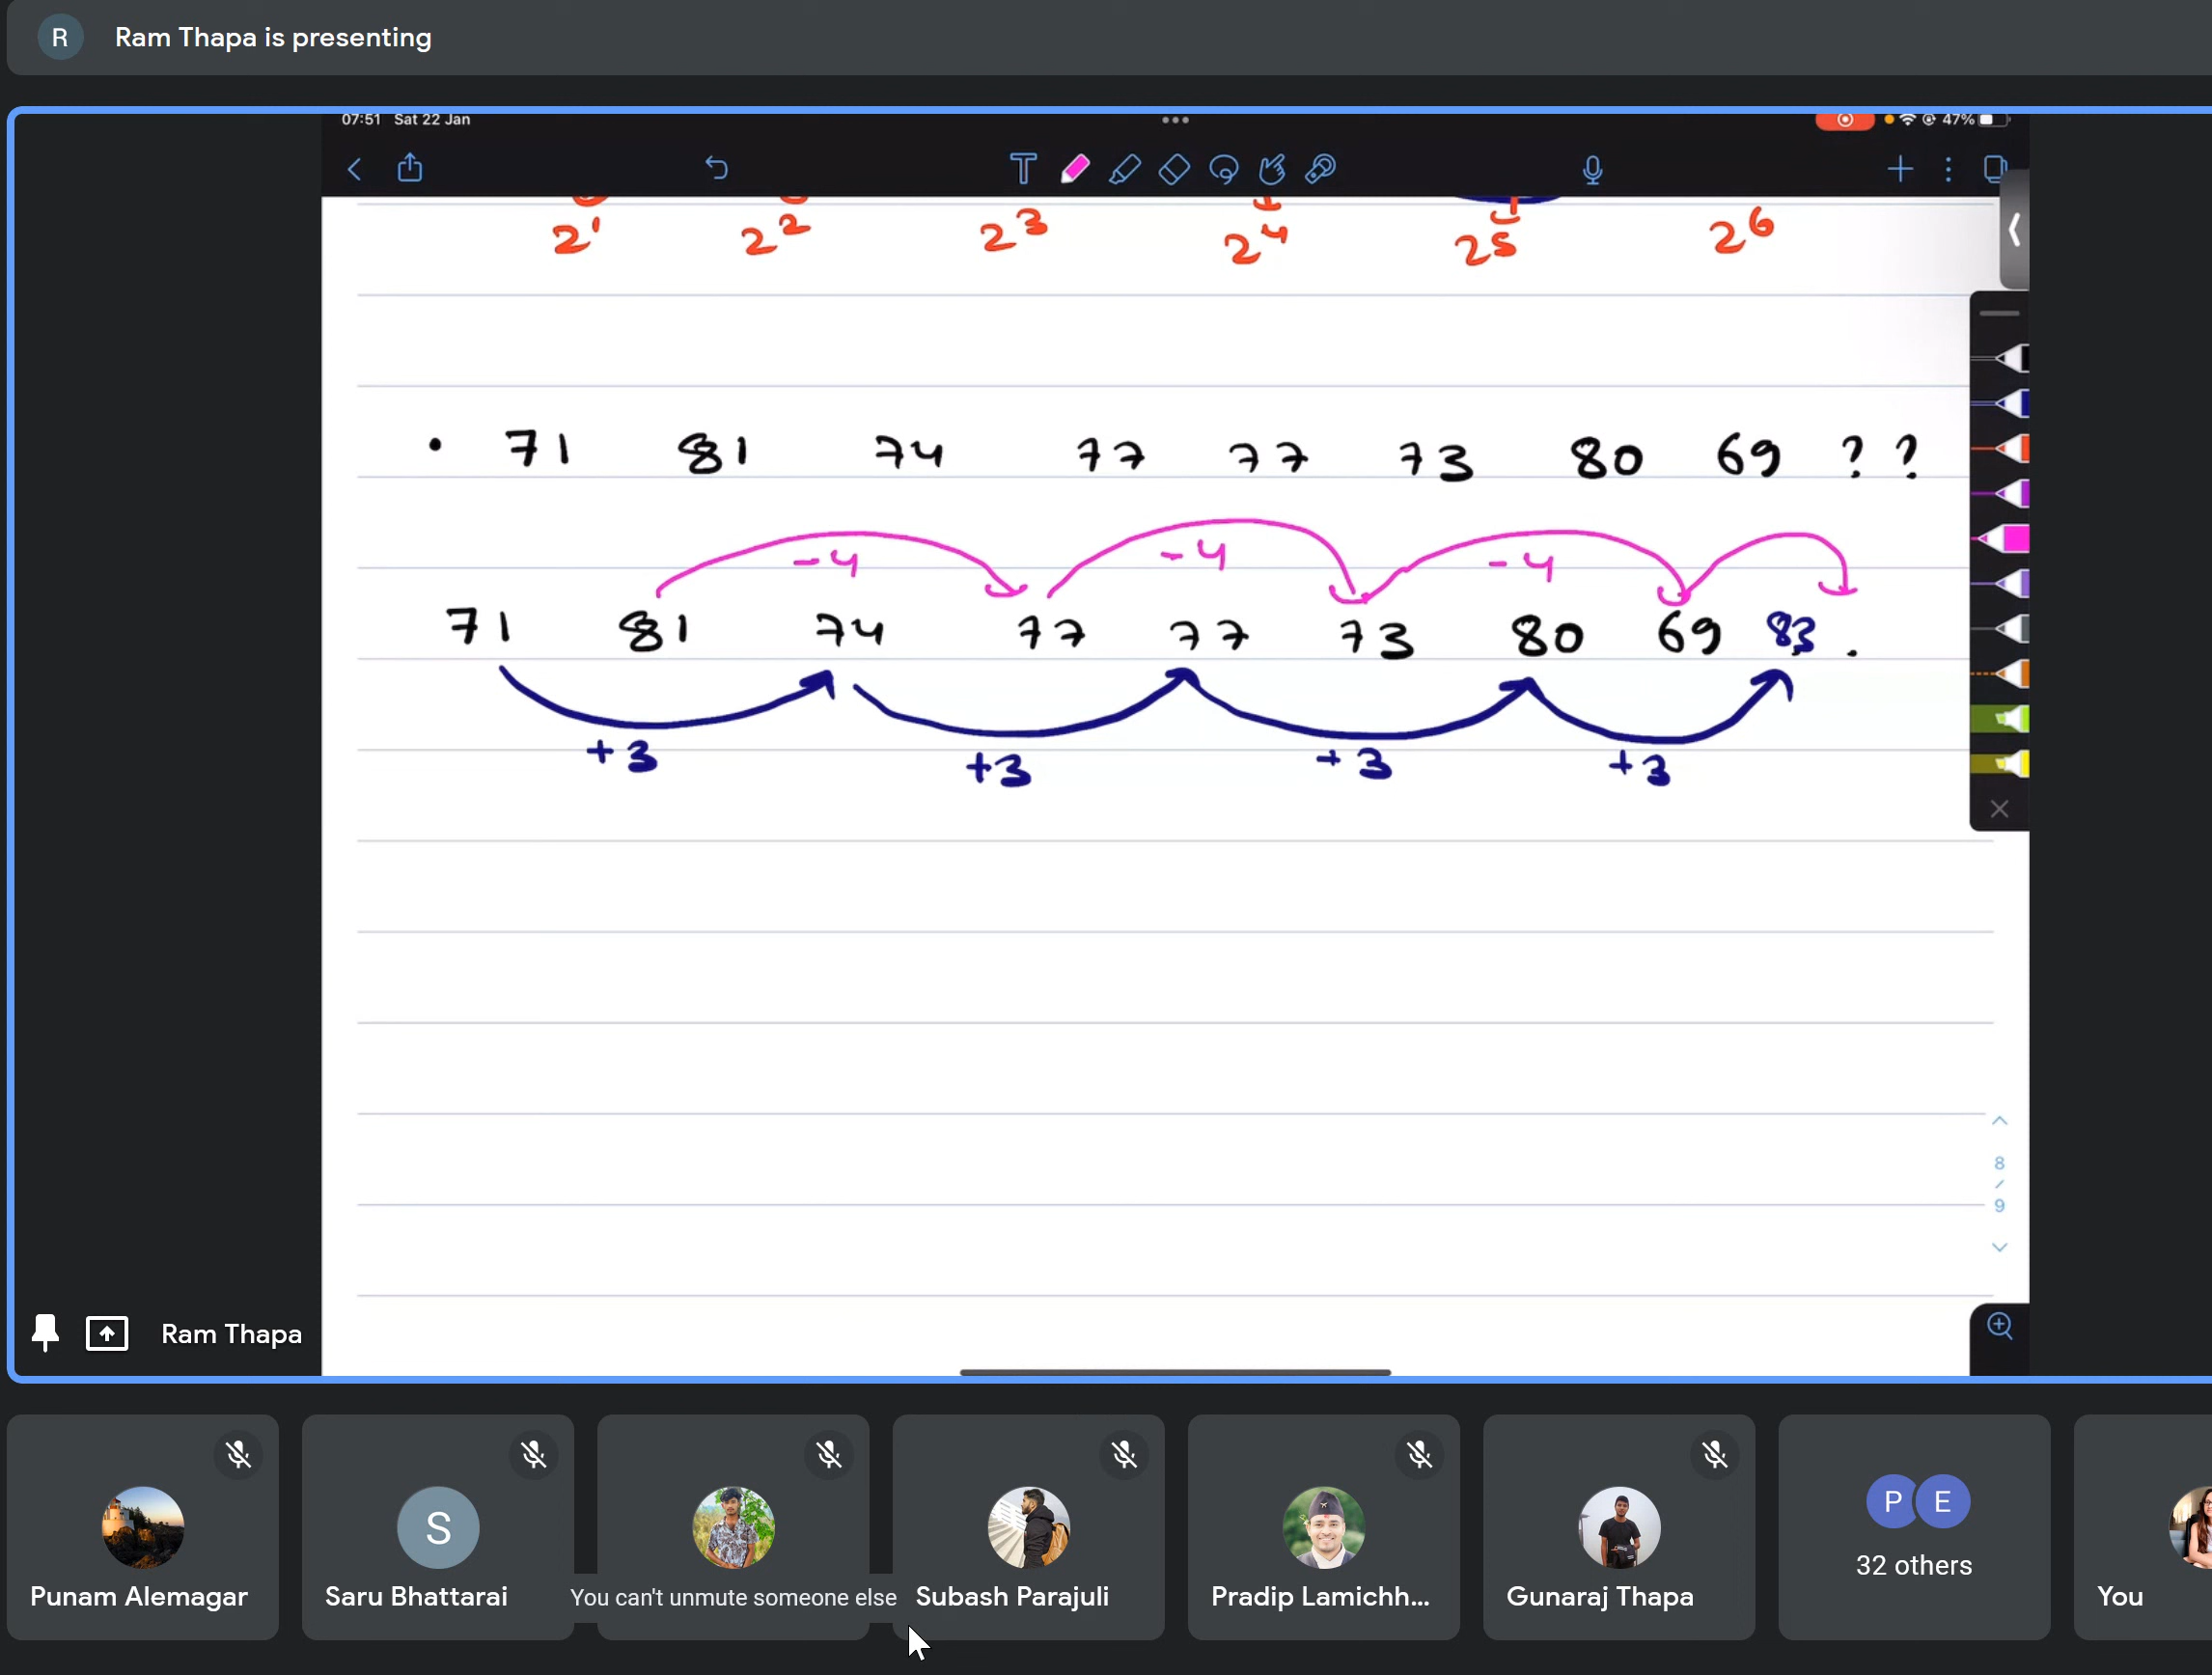 R Ram Thapa is presenting
07:51 Sat 22 Jan
47%
2¹ 2² 2³ 2⁴ 2⁵ 2⁶
• 71 81 74 77 77 73 80 69 ? ?
-4 -4 -4
71 81 74 77 77 73 80 69 83 .
+3 +3 +3 +3
8 / 9
Ram Thapa
S P E
32 others
Punam Alemagar Saru Bhattarai You can't unmute someone else Subash Parajuli Pradip Lamichh... Gunaraj Thapa You